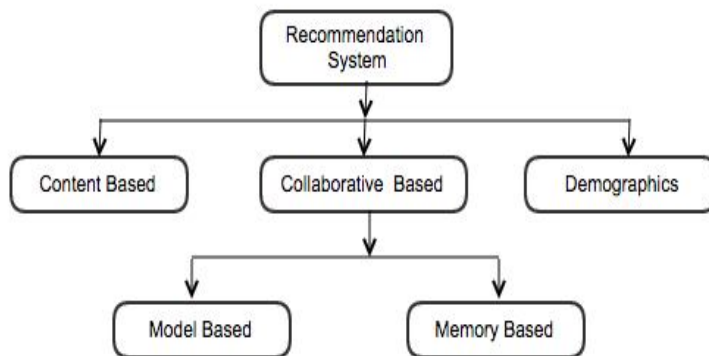 Recommendation
System
Content Based
Collaborative Based
Demographics
Model Based
Memory Based